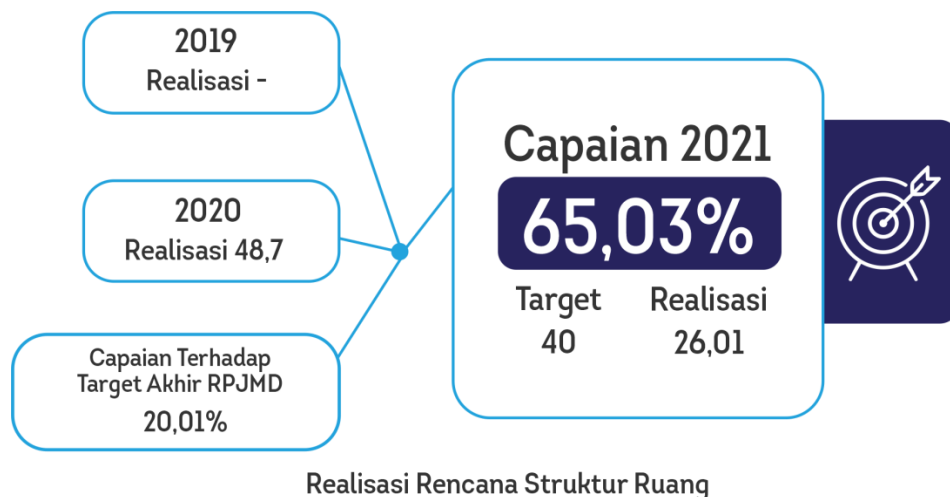 2019
Realisasi -
2020
Realisasi 48,7
Capaian Terhadap
Target Akhir RPJMD
20,01%
Capaian 2021
65,03%
Target
40
Realisasi
26,01
Realisasi Rencana Struktur Ruang